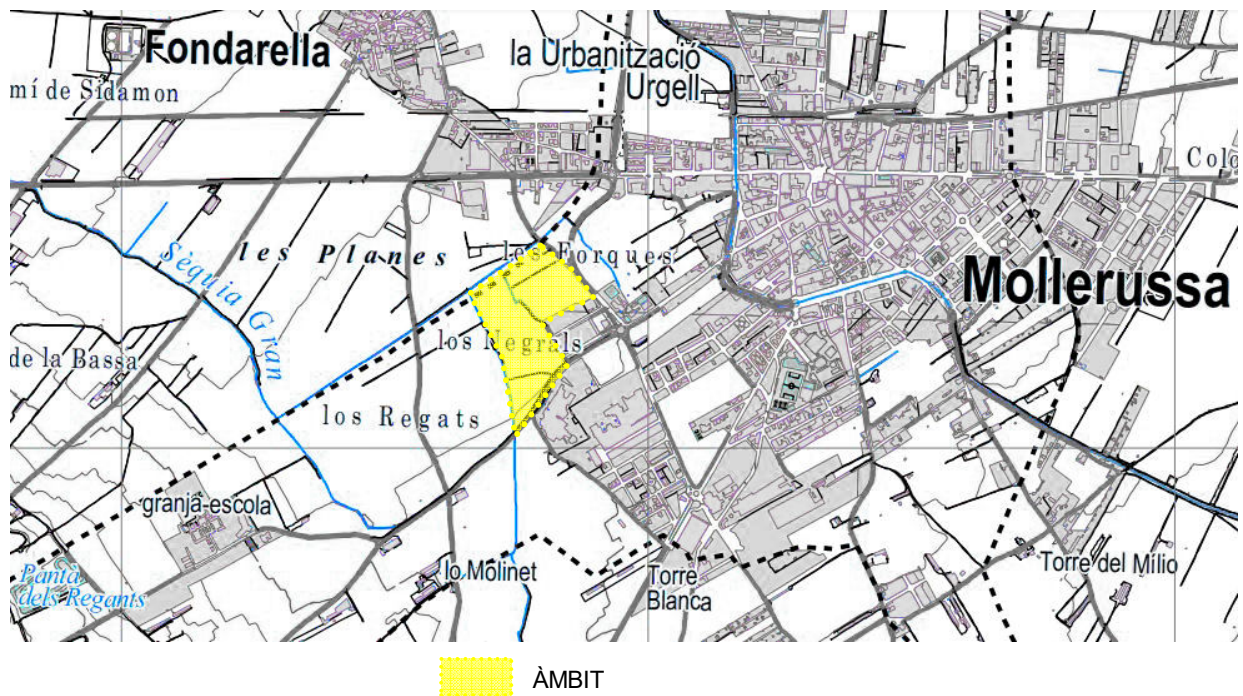 Fondarella
la Urbanització
Urgell
mí de Sidamon
Colo
Sèquia Gran
les Planes
les Forques
Mollerussa
los Negrals
de la Bassa
los Regats
granja-escola
Pantà
dels Regants
lo Molinet
Torre
Blanca
Torre del Mílio
ÀMBIT